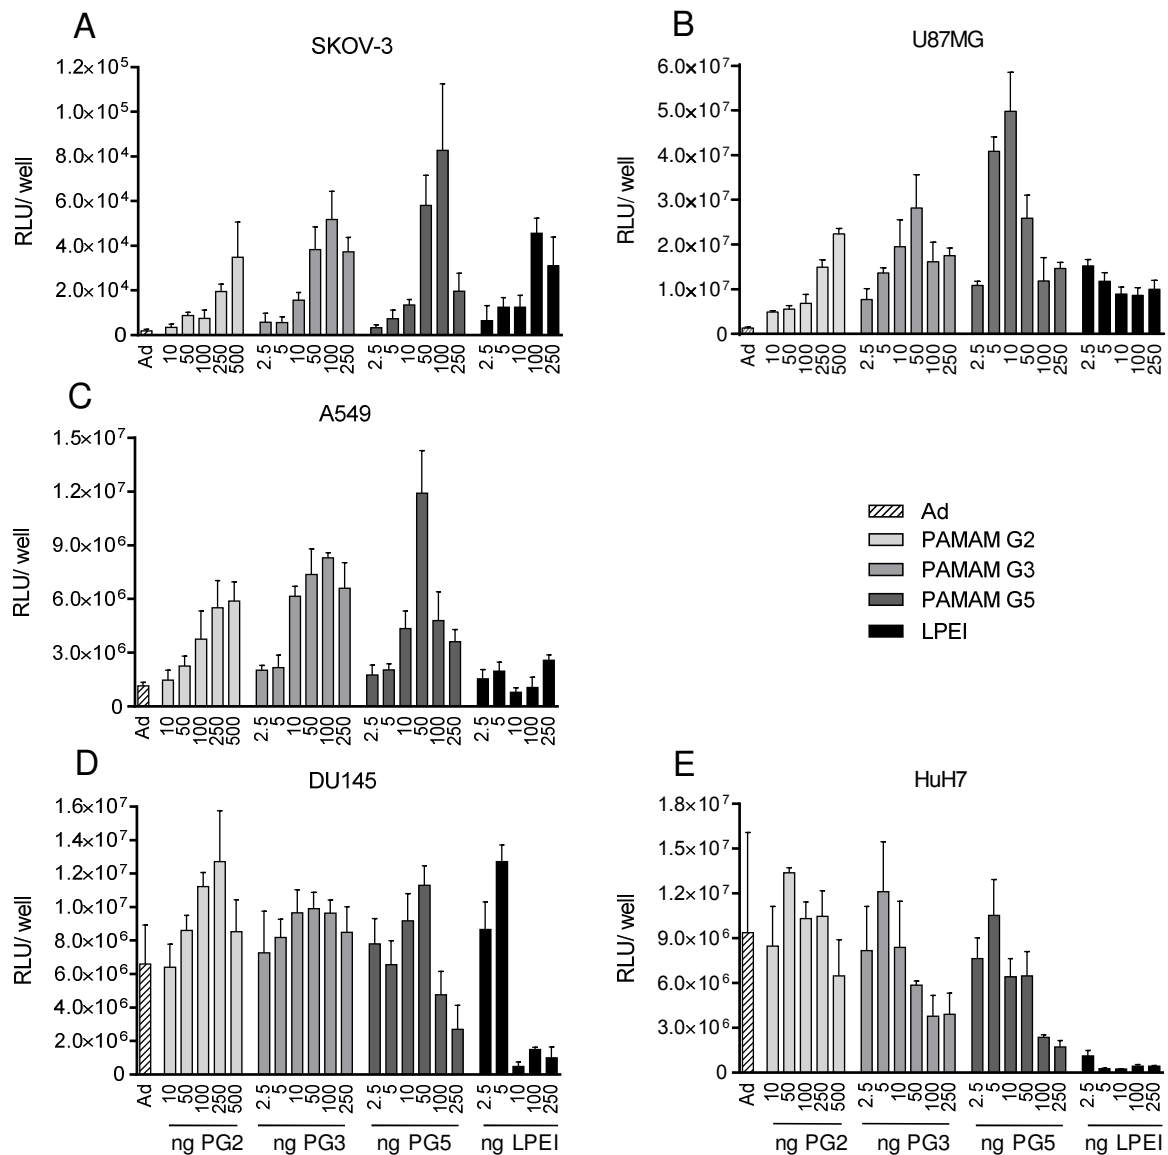 A
SKOV-3
RLU/ well
1.2×10⁵
1.0×10⁵
8.0×10⁴
6.0×10⁴
4.0×10⁴
2.0×10⁴
0
Ad 10 50 100 250 500 2.5 5 10 50 100 250 2.5 5 10 50 100 250 2.5 5 10 100 250
B
U87MG
RLU/ well
6.0×10⁷
5.0×10⁷
4.0×10⁷
3.0×10⁷
2.0×10⁷
1.0×10⁷
0
Ad 10 50 100 250 500 2.5 5 10 50 100 250 2.5 5 10 50 100 250 2.5 5 10 100 250
C
A549
RLU/ well
1.5×10⁷
1.2×10⁷
9.0×10⁶
6.0×10⁶
3.0×10⁶
0
Ad 10 50 100 250 500 2.5 5 10 50 100 250 2.5 5 10 50 100 250 2.5 5 10 100 250
Ad
PAMAM G2
PAMAM G3
PAMAM G5
LPEI
D
DU145
RLU/ well
1.6×10⁷
1.4×10⁷
1.2×10⁷
1.0×10⁷
8.0×10⁶
6.0×10⁶
4.0×10⁶
2.0×10⁶
0
Ad 10 50 100 250 500 2.5 5 10 50 100 250 2.5 5 10 50 100 250 2.5 5 10 100 250
ng PG2 ng PG3 ng PG5 ng LPEI
E
HuH7
RLU/ well
1.8×10⁷
1.5×10⁷
1.2×10⁷
9.0×10⁶
6.0×10⁶
3.0×10⁶
0
Ad 10 50 100 250 500 2.5 5 10 50 100 250 2.5 5 10 50 100 250 2.5 5 10 100 250
ng PG2 ng PG3 ng PG5 ng LPEI